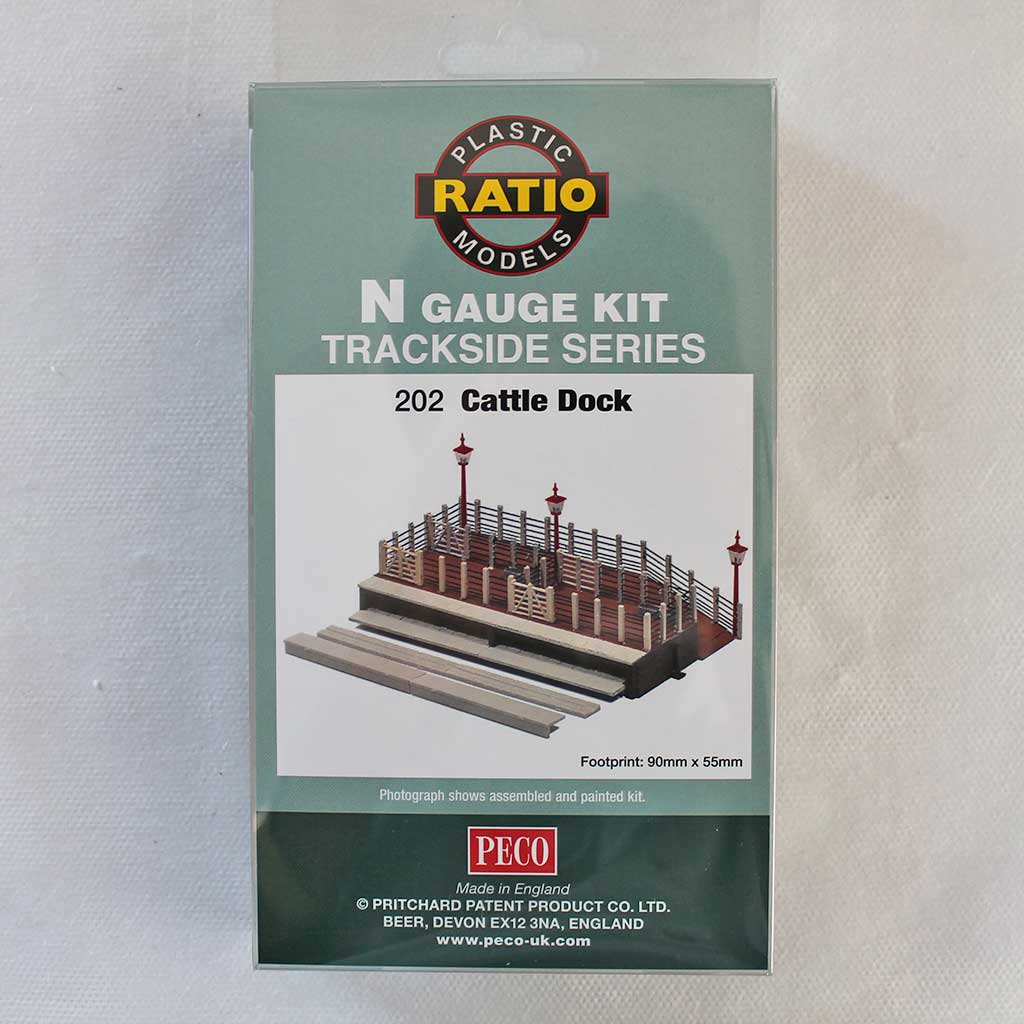 PLASTIC
RATIO
MODELS
N GAUGE KIT
TRACKSIDE SERIES
202 Cattle Dock
Footprint: 90mm x 55mm
Photograph shows assembled and painted kit.
PECO
Made in England
© PRITCHARD PATENT PRODUCT CO. LTD.
BEER, DEVON EX12 3NA, ENGLAND
www.peco-uk.com